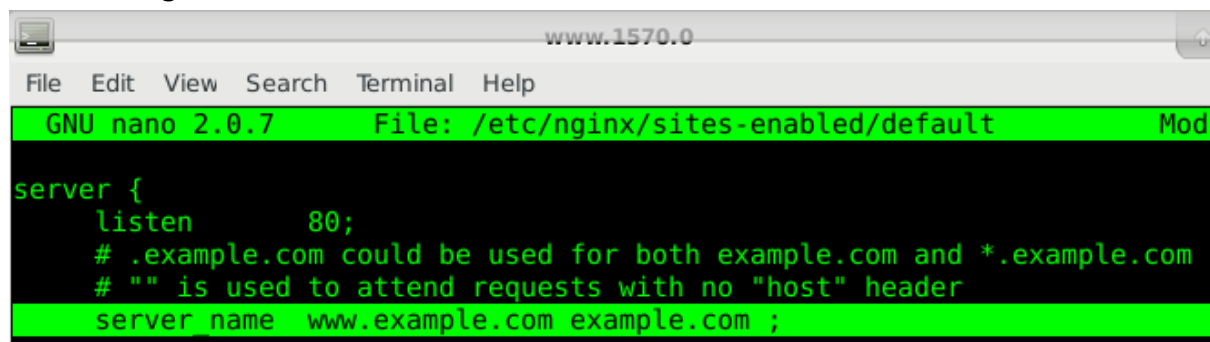 www.1570.0
File Edit View Search Terminal Help
GNU nano 2.0.7 File: /etc/nginx/sites-enabled/default Mod
server {
listen 80;
# .example.com could be used for both example.com and *.example.com
# "" is used to attend requests with no "host" header
server_name www.example.com example.com ;